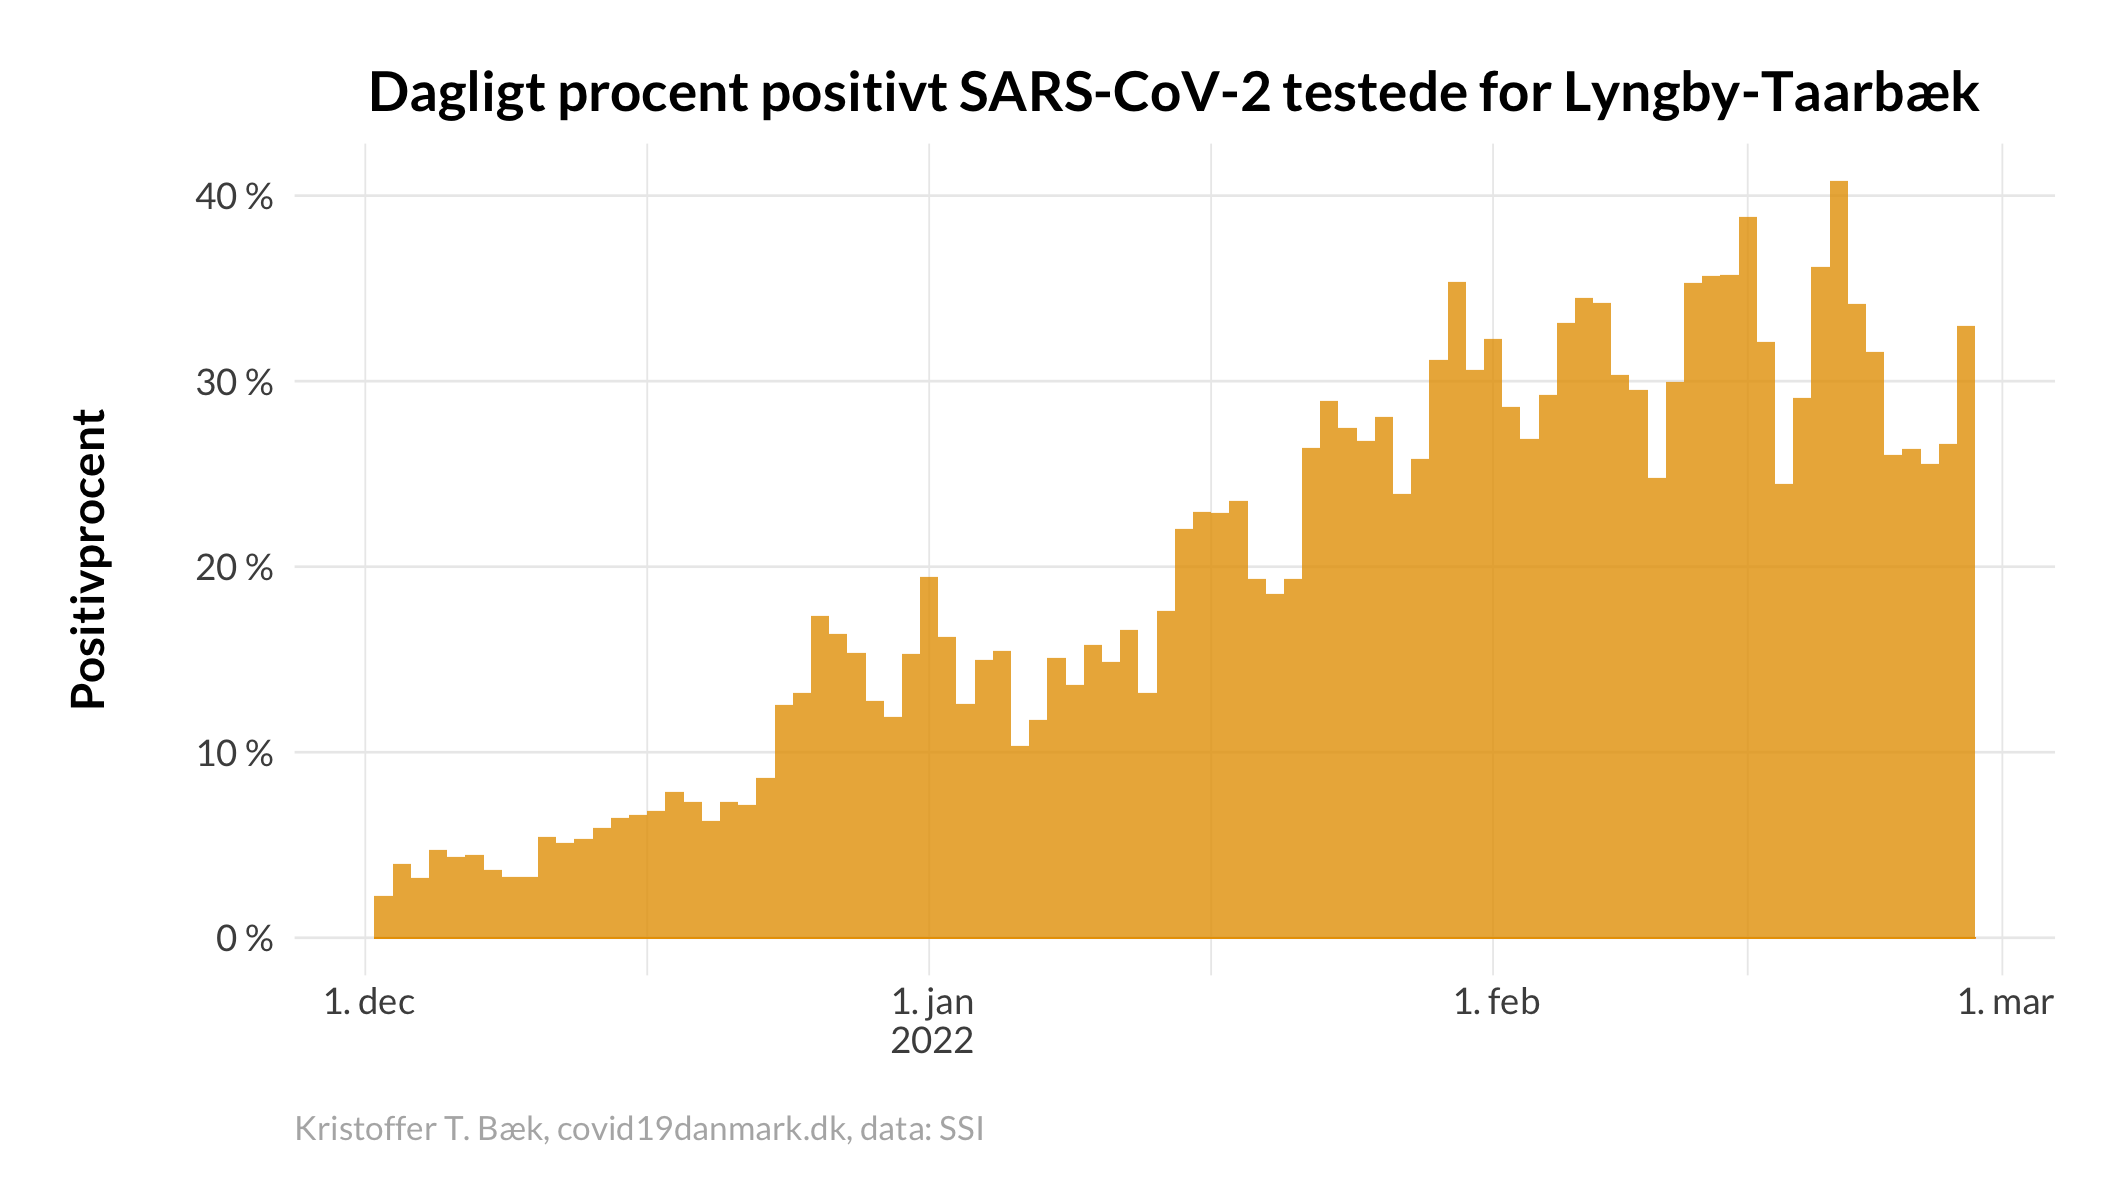 Dagligt procent positivt SARS-CoV-2 testede for Lyngby-Taarbæk
Positivprocent
40 %
30 %
20 %
10 %
0 %
1. dec
1. jan
2022
1. feb
1. mar
Kristoffer T. Bæk, covid19danmark.dk, data: SSI